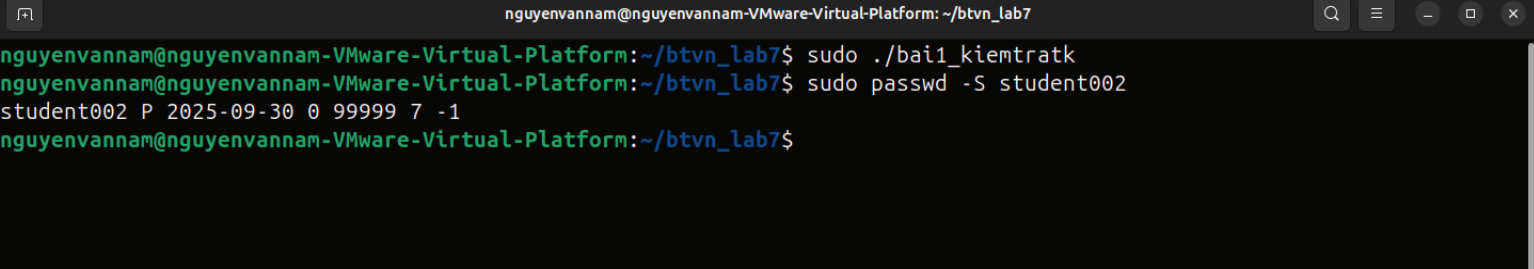 nguyenvannam@nguyenvannam-VMware-Virtual-Platform: ~/btvn_lab7
nguyenvannam@nguyenvannam-VMware-Virtual-Platform:~/btvn_lab7$ sudo ./bai1_kiemtratk
nguyenvannam@nguyenvannam-VMware-Virtual-Platform:~/btvn_lab7$ sudo passwd -S student002
student002 P 2025-09-30 0 99999 7 -1
nguyenvannam@nguyenvannam-VMware-Virtual-Platform:~/btvn_lab7$